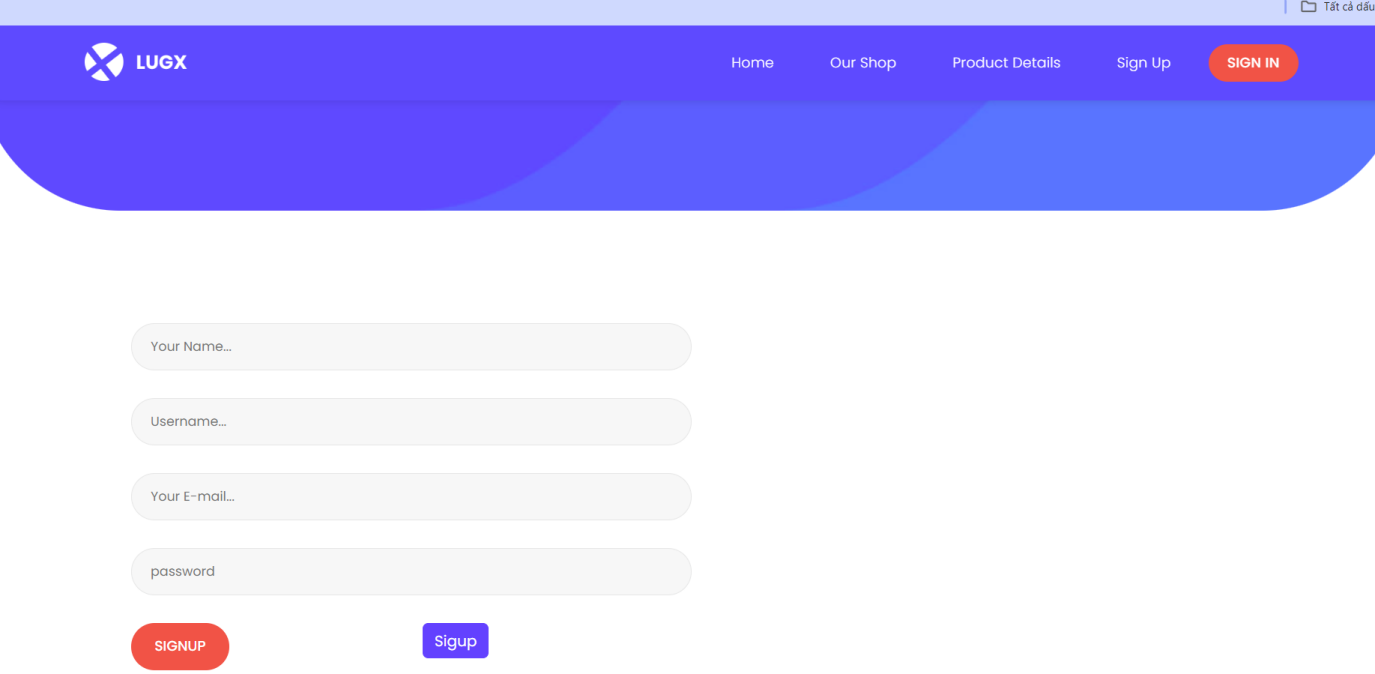 Tất cả dấu
LUGX
Home Our Shop Product Details Sign Up SIGN IN
Your Name...
Username...
Your E-mail...
password
SIGNUP Sigup